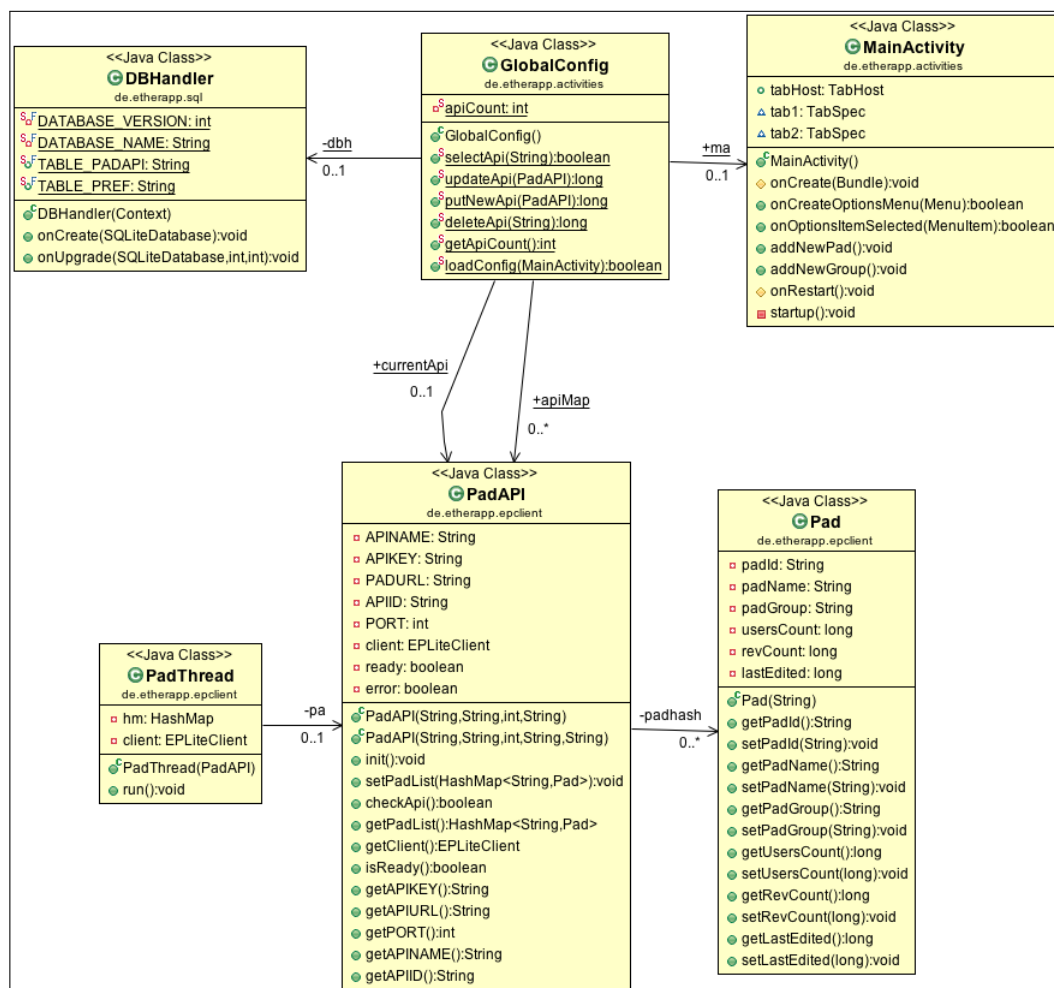 <<Java Class>>
DBHandler
de.etherapp.sql
DATABASE_VERSION: int
DATABASE_NAME: String
TABLE_PADAPI: String
TABLE_PREF: String
DBHandler(Context)
onCreate(SQLiteDatabase):void
onUpgrade(SQLiteDatabase,int,int):void
-dbh
0..1
<<Java Class>>
GlobalConfig
de.etherapp.activities
apiCount: int
GlobalConfig()
selectApi(String):boolean
updateApi(PadAPI):long
putNewApi(PadAPI):long
deleteApi(String):long
getApiCount():int
loadConfig(MainActivity):boolean
+ma
0..1
<<Java Class>>
MainActivity
de.etherapp.activities
tabHost: TabHost
tab1: TabSpec
tab2: TabSpec
MainActivity()
onCreate(Bundle):void
onCreateOptionsMenu(Menu):boolean
onOptionsItemSelected(MenuItem):boolean
addNewPad():void
addNewGroup():void
onRestart():void
startup():void
+currentApi
0..1
+apiMap
0..*
<<Java Class>>
PadThread
de.etherapp.epclient
hm: HashMap
client: EPLiteClient
PadThread(PadAPI)
run():void
-pa
0..1
<<Java Class>>
PadAPI
de.etherapp.epclient
APINAME: String
APIKEY: String
PADURL: String
APIID: String
PORT: int
client: EPLiteClient
ready: boolean
error: boolean
PadAPI(String,String,int,String)
PadAPI(String,String,int,String,String)
init():void
setPadList(HashMap<String,Pad>):void
checkApi():boolean
getPadList():HashMap<String,Pad>
getClient():EPLiteClient
isReady():boolean
getAPIKEY():String
getAPIURL():String
getPORT():int
getAPINAME():String
getAPIID():String
-padhash
0..*
<<Java Class>>
Pad
de.etherapp.epclient
padId: String
padName: String
padGroup: String
usersCount: long
revCount: long
lastEdited: long
Pad(String)
getPadId():String
setPadId(String):void
getPadName():String
setPadName(String):void
getPadGroup():String
setPadGroup(String):void
getUsersCount():long
setUsersCount(long):void
getRevCount():long
setRevCount(long):void
getLastEdited():long
setLastEdited(long):void